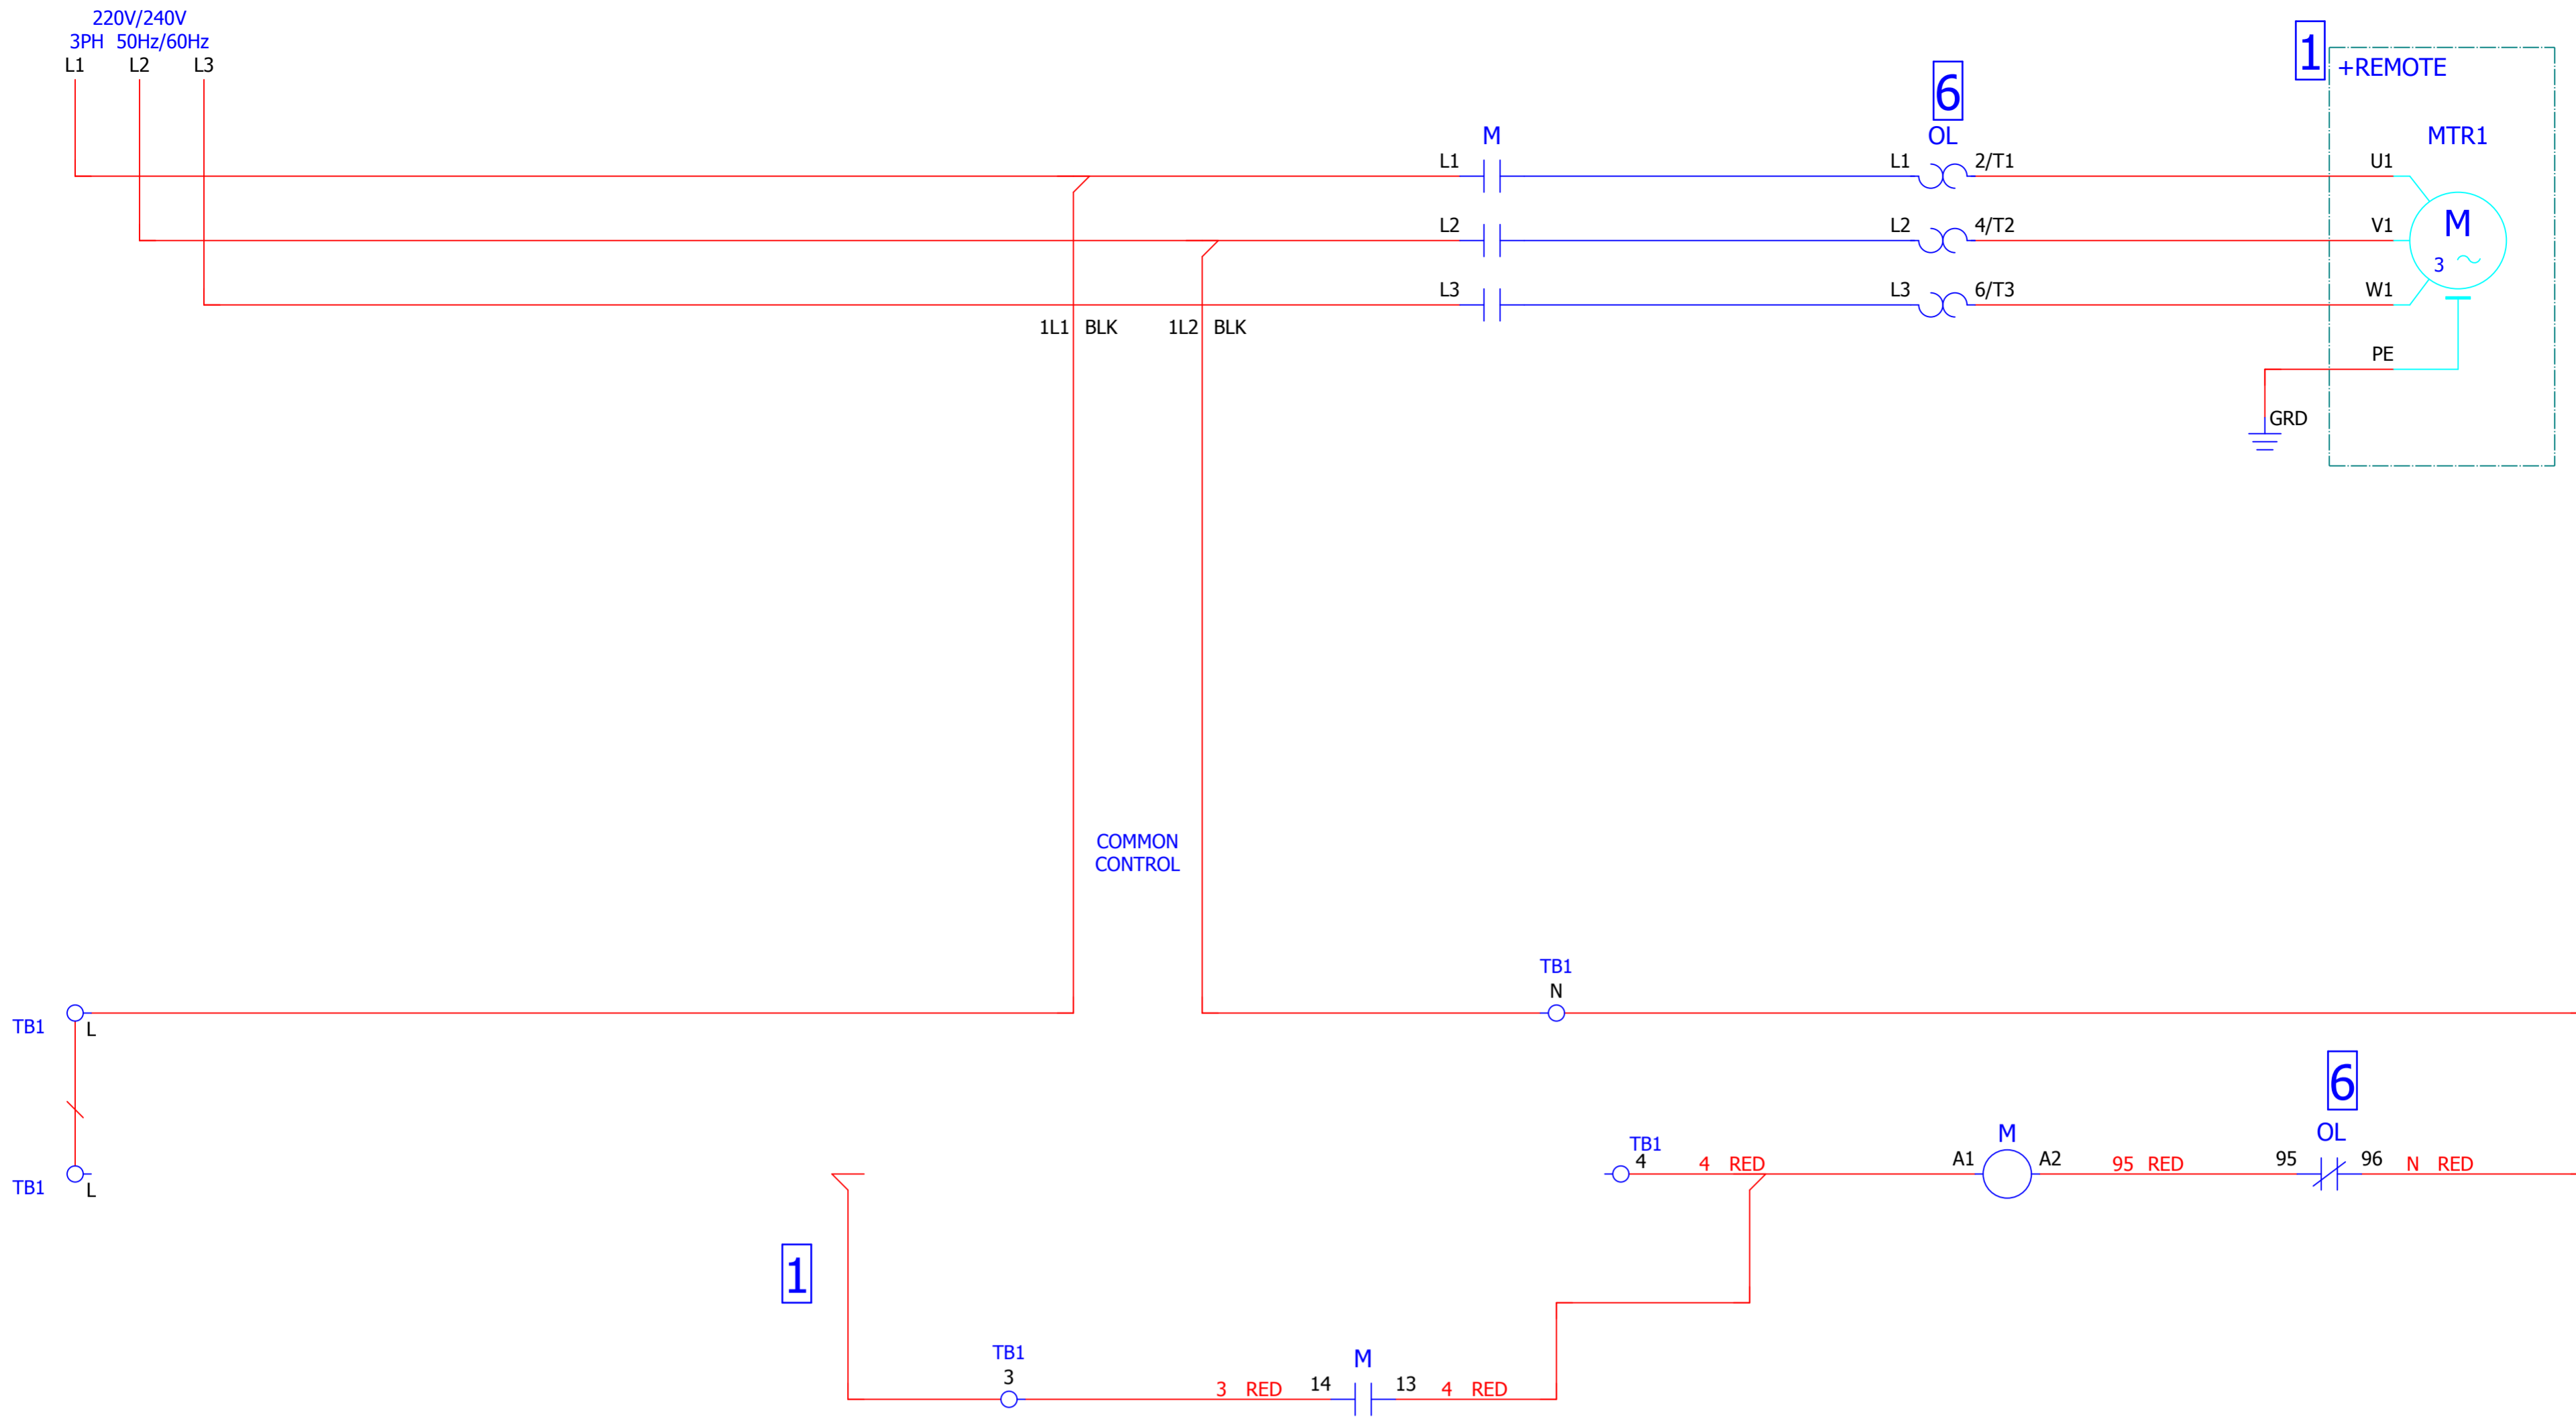 220V/240V
3PH 50Hz/60Hz
L1 L2 L3
1
+REMOTE
6
OL
M
MTR1
L1
L1
2/T1
U1
L2
L2
4/T2
V1
M
3
L3
L3
6/T3
W1
1L1 BLK
1L2 BLK
PE
GRD
COMMON
CONTROL
TB1
N
TB1
L
6
OL
TB1
4
4 RED
M
A1
A2
95 RED
95
96
N RED
TB1
L
1
TB1
3
M
3 RED
14
13
4 RED